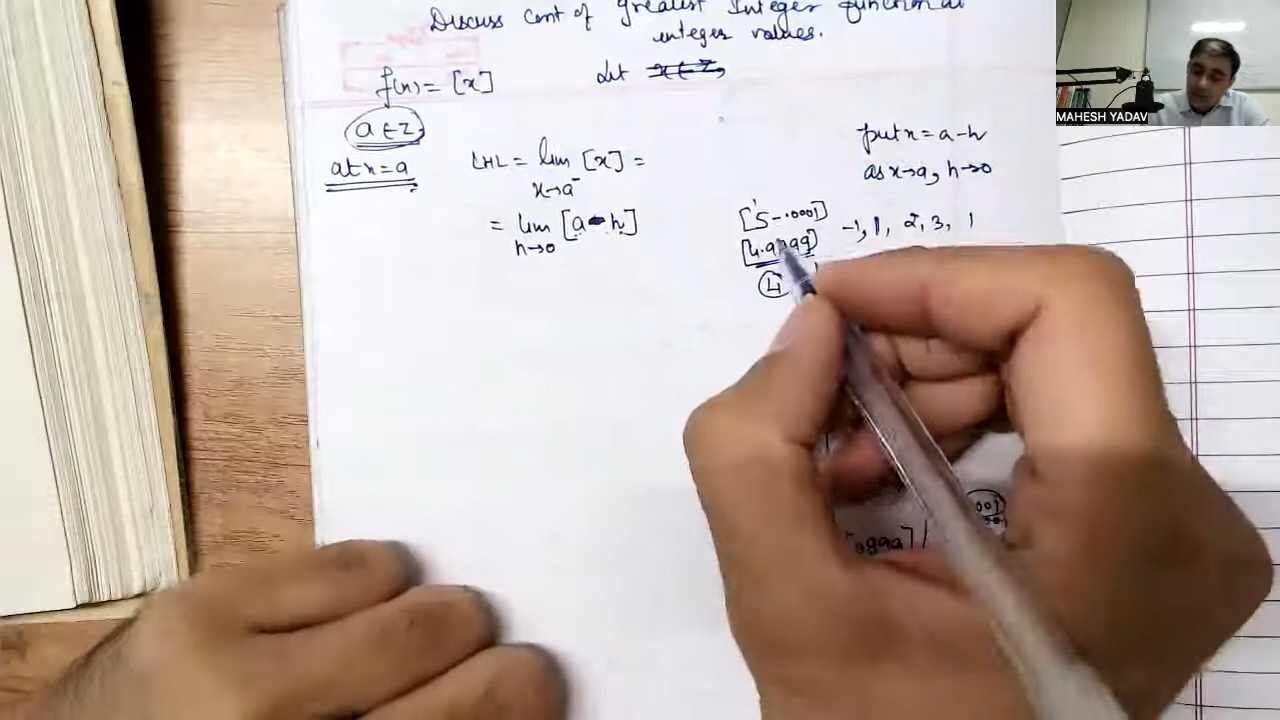 Discuss Cont of Greatest Integer function at
integer values.
f(x) = [x]
Let x ∈ Z,
a ∈ Z,
at x = a
LHL = lim [x] =
x→a⁻
= lim [a - h]
h→0
put x = a - h
as x→a, h→0
[5 - .0001]
[4.9999]
4
-1, 1, 2, 3, 1
MAHESH YADAV